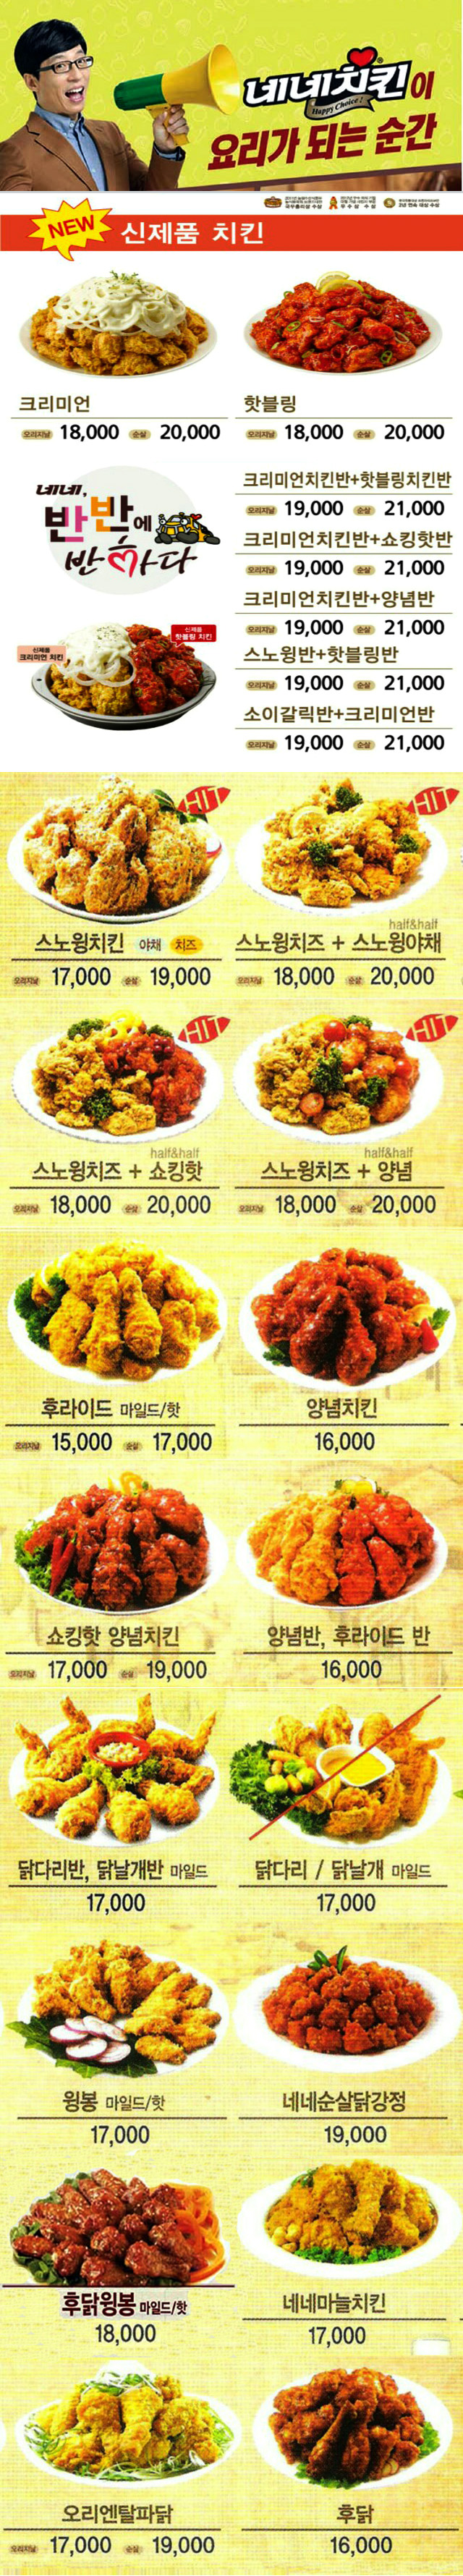 네네치킨이
Happy Choice!
요리가 되는 순간
NEW 신제품 치킨
크리미언
오리지날 18,000 순살 20,000
핫블링
오리지날 18,000 순살 20,000
네네,
반반에
반하다
신제품
크리미언 치킨
신제품
핫블링 치킨
크리미언치킨반+핫블링치킨반
오리지날 19,000 순살 21,000
크리미언치킨반+쇼킹핫반
오리지날 19,000 순살 21,000
크리미언치킨반+양념반
오리지날 19,000 순살 21,000
스노윙반+핫블링반
오리지날 19,000 순살 21,000
소이갈릭반+크리미언반
오리지날 19,000 순살 21,000
HIT
스노윙치킨 야채 치즈
오리지날 17,000 순살 19,000
HIT
half&half
스노윙치즈 + 스노윙야채
오리지날 18,000 순살 20,000
HIT
half&half
스노윙치즈 + 쇼킹핫
오리지날 18,000 순살 20,000
HIT
half&half
스노윙치즈 + 양념
오리지날 18,000 순살 20,000
후라이드 마일드/핫
오리지날 15,000 순살 17,000
양념치킨
16,000
쇼킹핫 양념치킨
오리지날 17,000 순살 19,000
양념반, 후라이드 반
16,000
닭다리반, 닭날개반 마일드
17,000
닭다리 / 닭날개 마일드
17,000
윙봉 마일드/핫
17,000
네네순살닭강정
19,000
후닭윙봉 마일드/핫
18,000
네네마늘치킨
17,000
오리엔탈파닭
오리지날 17,000 순살 19,000
후닭
16,000